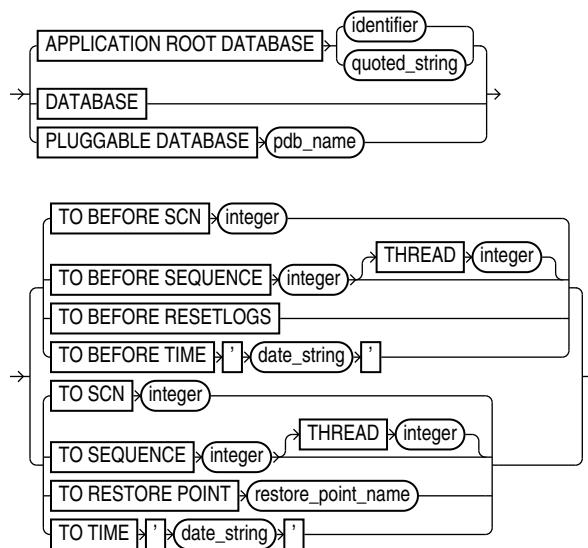 APPLICATION ROOT DATABASE identifier
quoted_string
DATABASE
PLUGGABLE DATABASE pdb_name
TO BEFORE SCN integer
TO BEFORE SEQUENCE integer THREAD integer
TO BEFORE RESETLOGS
TO BEFORE TIME ' date_string '
TO SCN integer
TO SEQUENCE integer THREAD integer
TO RESTORE POINT restore_point_name
TO TIME ' date_string '